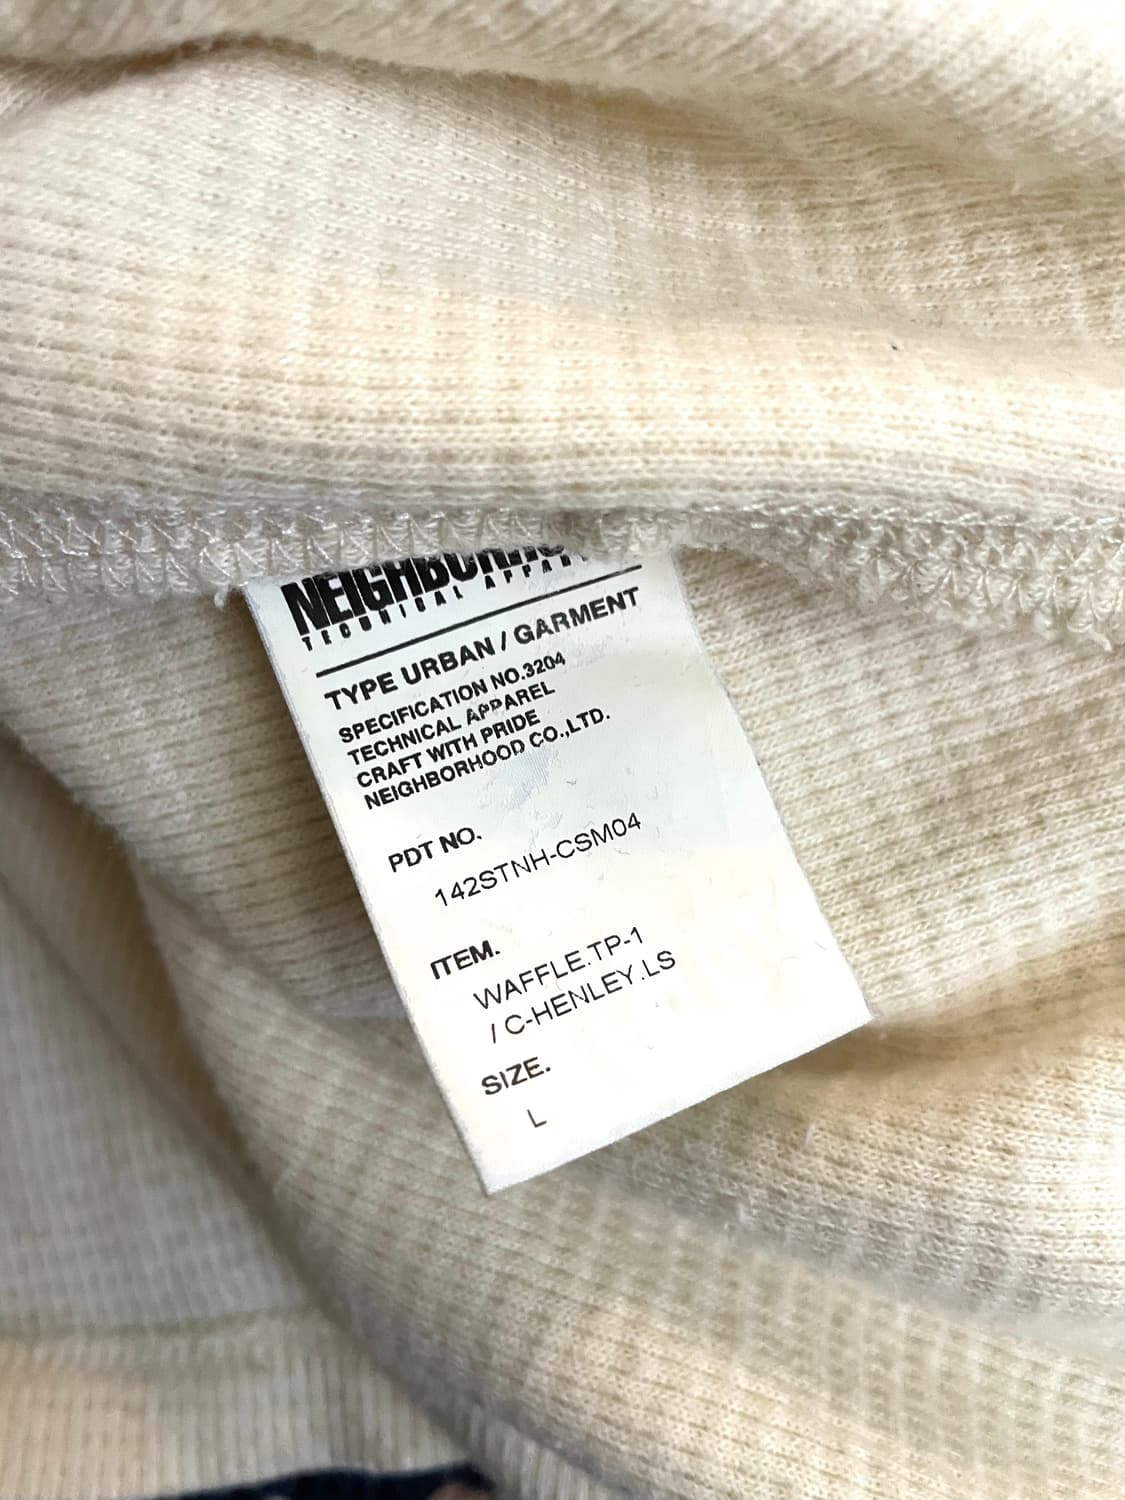 NEIGHBORHOOD
TECHNICAL APPAREL
TYPE URBAN / GARMENT
SPECIFICATION NO.3204
TECHNICAL APPAREL
CRAFT WITH PRIDE
NEIGHBORHOOD CO.,LTD.
PDT NO.
142STNH-CSM04
ITEM.
WAFFLE.TP-1
/ C-HENLEY.LS
SIZE.
L